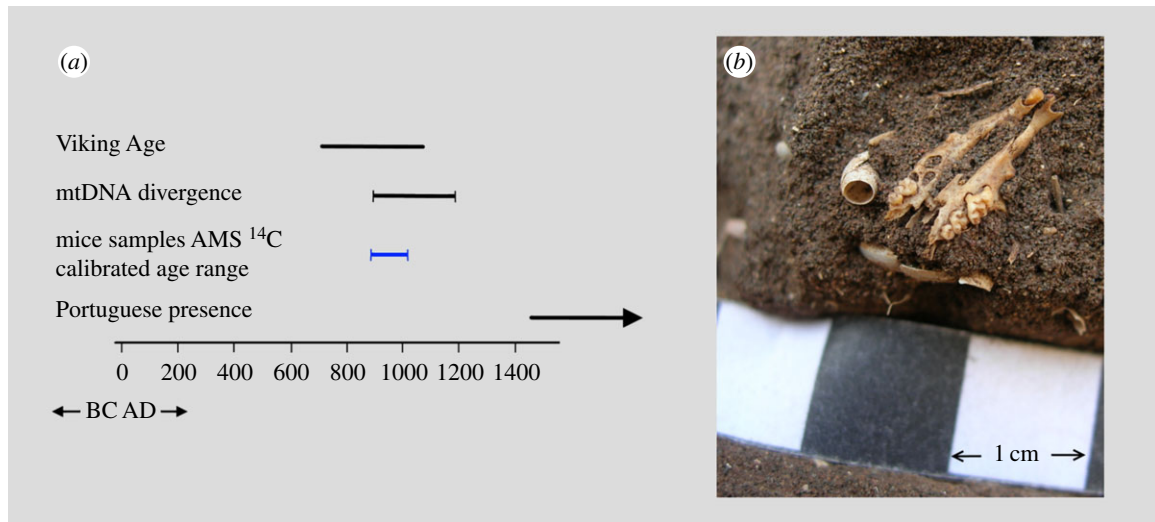 (a)
Viking Age
mtDNA divergence
mice samples AMS ¹⁴C
calibrated age range
Portuguese presence
0 200 400 600 800 1000 1200 1400
← BC AD →
(b)
1 cm